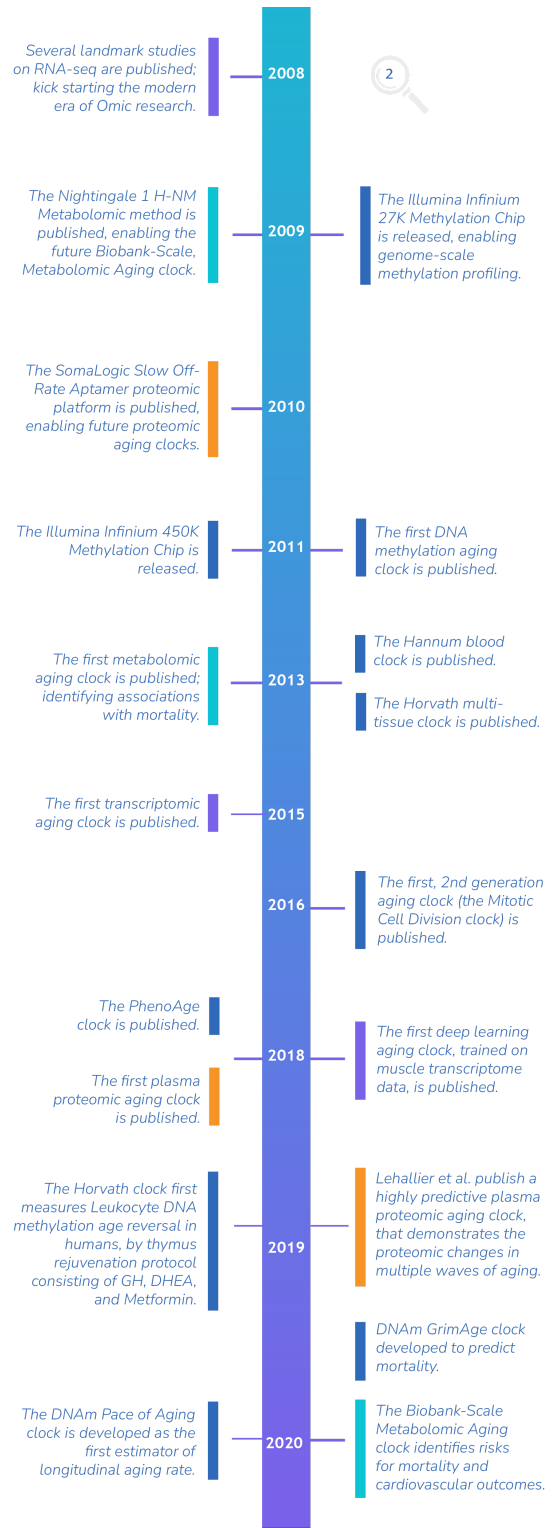 Several landmark studies
on RNA-seq are published;
kick starting the modern
era of Omic research.
2008
2
The Nightingale 1 H-NM
Metabolomic method is
published, enabling the
future Biobank-Scale,
Metabolomic Aging clock.
2009
The Illumina Infinium
27K Methylation Chip
is released, enabling
genome-scale
methylation profiling.
The SomaLogic Slow Off-
Rate Aptamer proteomic
platform is published,
enabling future proteomic
aging clocks.
2010
The Illumina Infinium 450K
Methylation Chip is
released.
2011
The first DNA
methylation aging
clock is published.
The first metabolomic
aging clock is published;
identifying associations
with mortality.
2013
The Hannum blood
clock is published.
The Horvath multi-
tissue clock is published.
The first transcriptomic
aging clock is published.
2015
2016
The first, 2nd generation
aging clock (the Mitotic
Cell Division clock) is
published.
The PhenoAge
clock is published.
The first plasma
proteomic aging clock
is published.
2018
The first deep learning
aging clock, trained on
muscle transcriptome
data, is published.
The Horvath clock first
measures Leukocyte DNA
methylation age reversal in
humans, by thymus
rejuvenation protocol
consisting of GH, DHEA,
and Metformin.
2019
Lehallier et al. publish a
highly predictive plasma
proteomic aging clock,
that demonstrates the
proteomic changes in
multiple waves of aging.
DNAm GrimAge clock
developed to predict
mortality.
The DNAm Pace of Aging
clock is developed as the
first estimator of
longitudinal aging rate.
2020
The Biobank-Scale
Metabolomic Aging
clock identifies risks
for mortality and
cardiovascular outcomes.